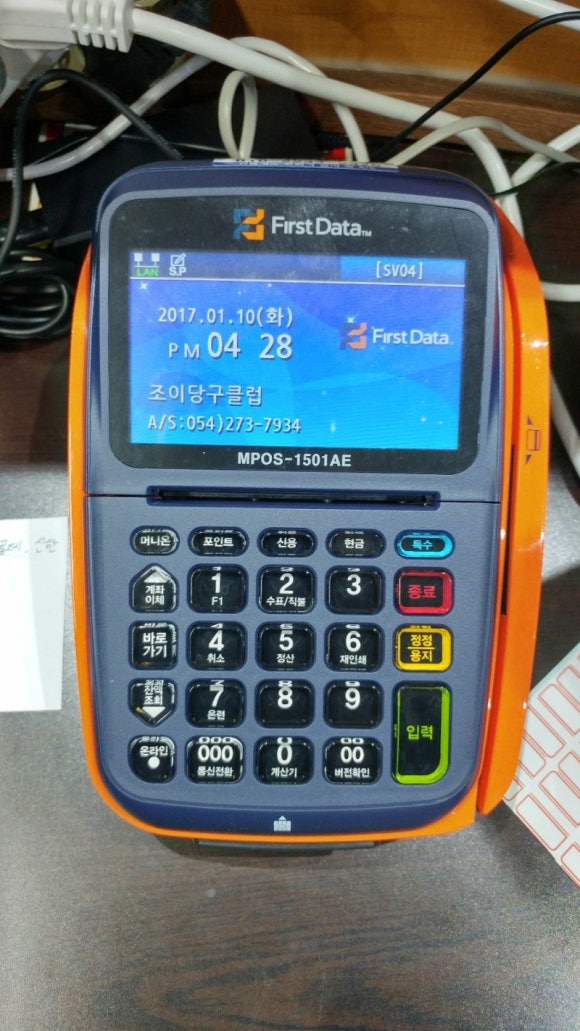 First Data™
LAN S.P [SV04]
2017.01.10(화)
PM 04 28
First Data.
조이당구클럽
A/S:054)273-7934
MPOS-1501AE
머니온 포인트 신용 현금 특수
계좌이체 1 F1 2 수표/직불 3 종료
바로가기 4 취소 5 정산 6 재인쇄 정정 용지
잔액조회 7 은련 8 9 입력
온라인 000 통신전환 0 계산기 00 버전확인